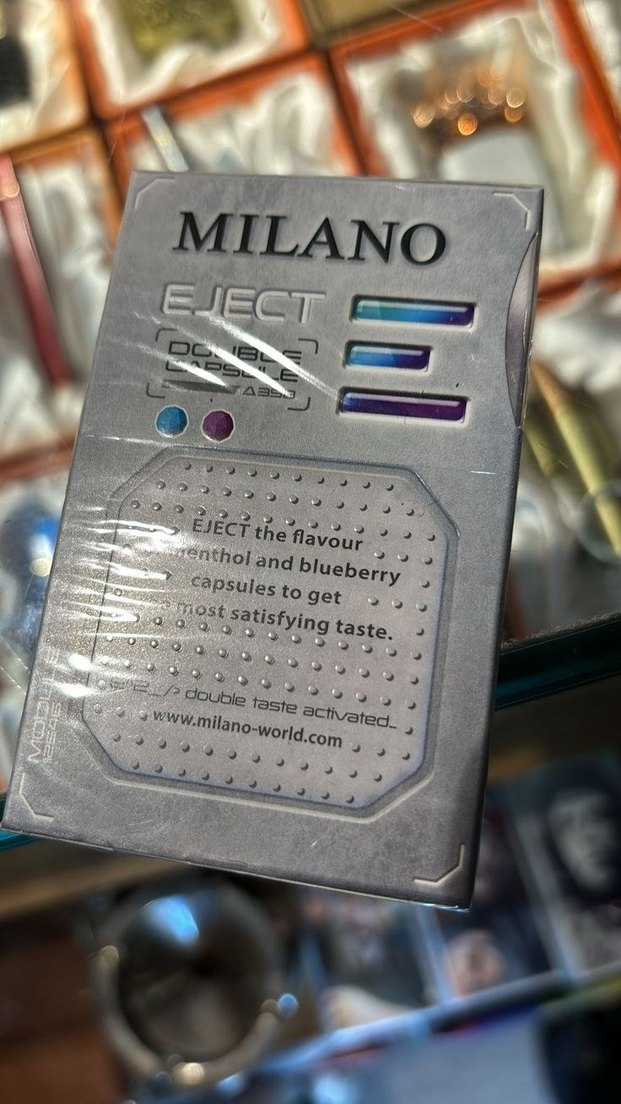 MILANO
EJECT
DOUBLE
CAPSULE
EJECT the flavour
menthol and blueberry
capsules to get
most satisfying taste.
double taste activated_
www.milano-world.com